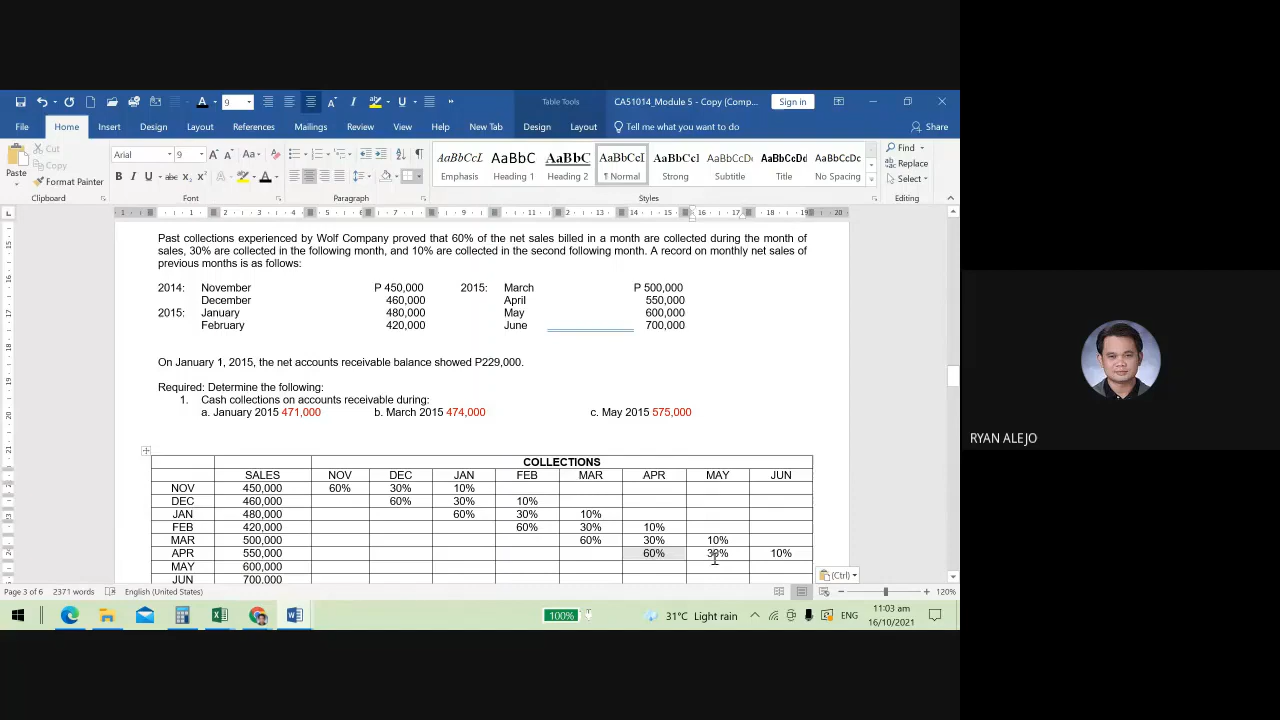 9 Table Tools CA51014_Module 5 - Copy (Comp... Sign in
File Home Insert Design Layout References Mailings Review View Help New Tab Design Layout Tell me what you want to do Share
Paste Cut Copy Format Painter
Arial 9 Aa
B I U abc x₂ x² A A
AaBbCcI AaBbC AaBbC AaBbCcI AaBbCcI AaBbCcDc AaBbCcDd AaBbCcDc
Emphasis Heading 1 Heading 2 ¶ Normal Strong Subtitle Title No Spacing
Find
Replace
Select
Clipboard Font Paragraph Styles Editing
Past collections experienced by Wolf Company proved that 60% of the net sales billed in a month are collected during the month of
sales, 30% are collected in the following month, and 10% are collected in the second following month. A record on monthly net sales of
previous months is as follows:
2014: November P 450,000 2015: March P 500,000
December 460,000 April 550,000
2015: January 480,000 May 600,000
February 420,000 June 700,000
On January 1, 2015, the net accounts receivable balance showed P229,000.
Required: Determine the following:
1. Cash collections on accounts receivable during:
a. January 2015 471,000 b. March 2015 474,000 c. May 2015 575,000
COLLECTIONS
SALES NOV DEC JAN FEB MAR APR MAY JUN
NOV 450,000 60% 30% 10%
DEC 460,000 60% 30% 10%
JAN 480,000 60% 30% 10%
FEB 420,000 60% 30% 10%
MAR 500,000 60% 30% 10%
APR 550,000 60% 30% 10%
MAY 600,000
JUN 700,000
(Ctrl)
Page 3 of 6 2371 words English (United States) 120%
100% 31°C Light rain ENG 11:03 am
16/10/2021
RYAN ALEJO